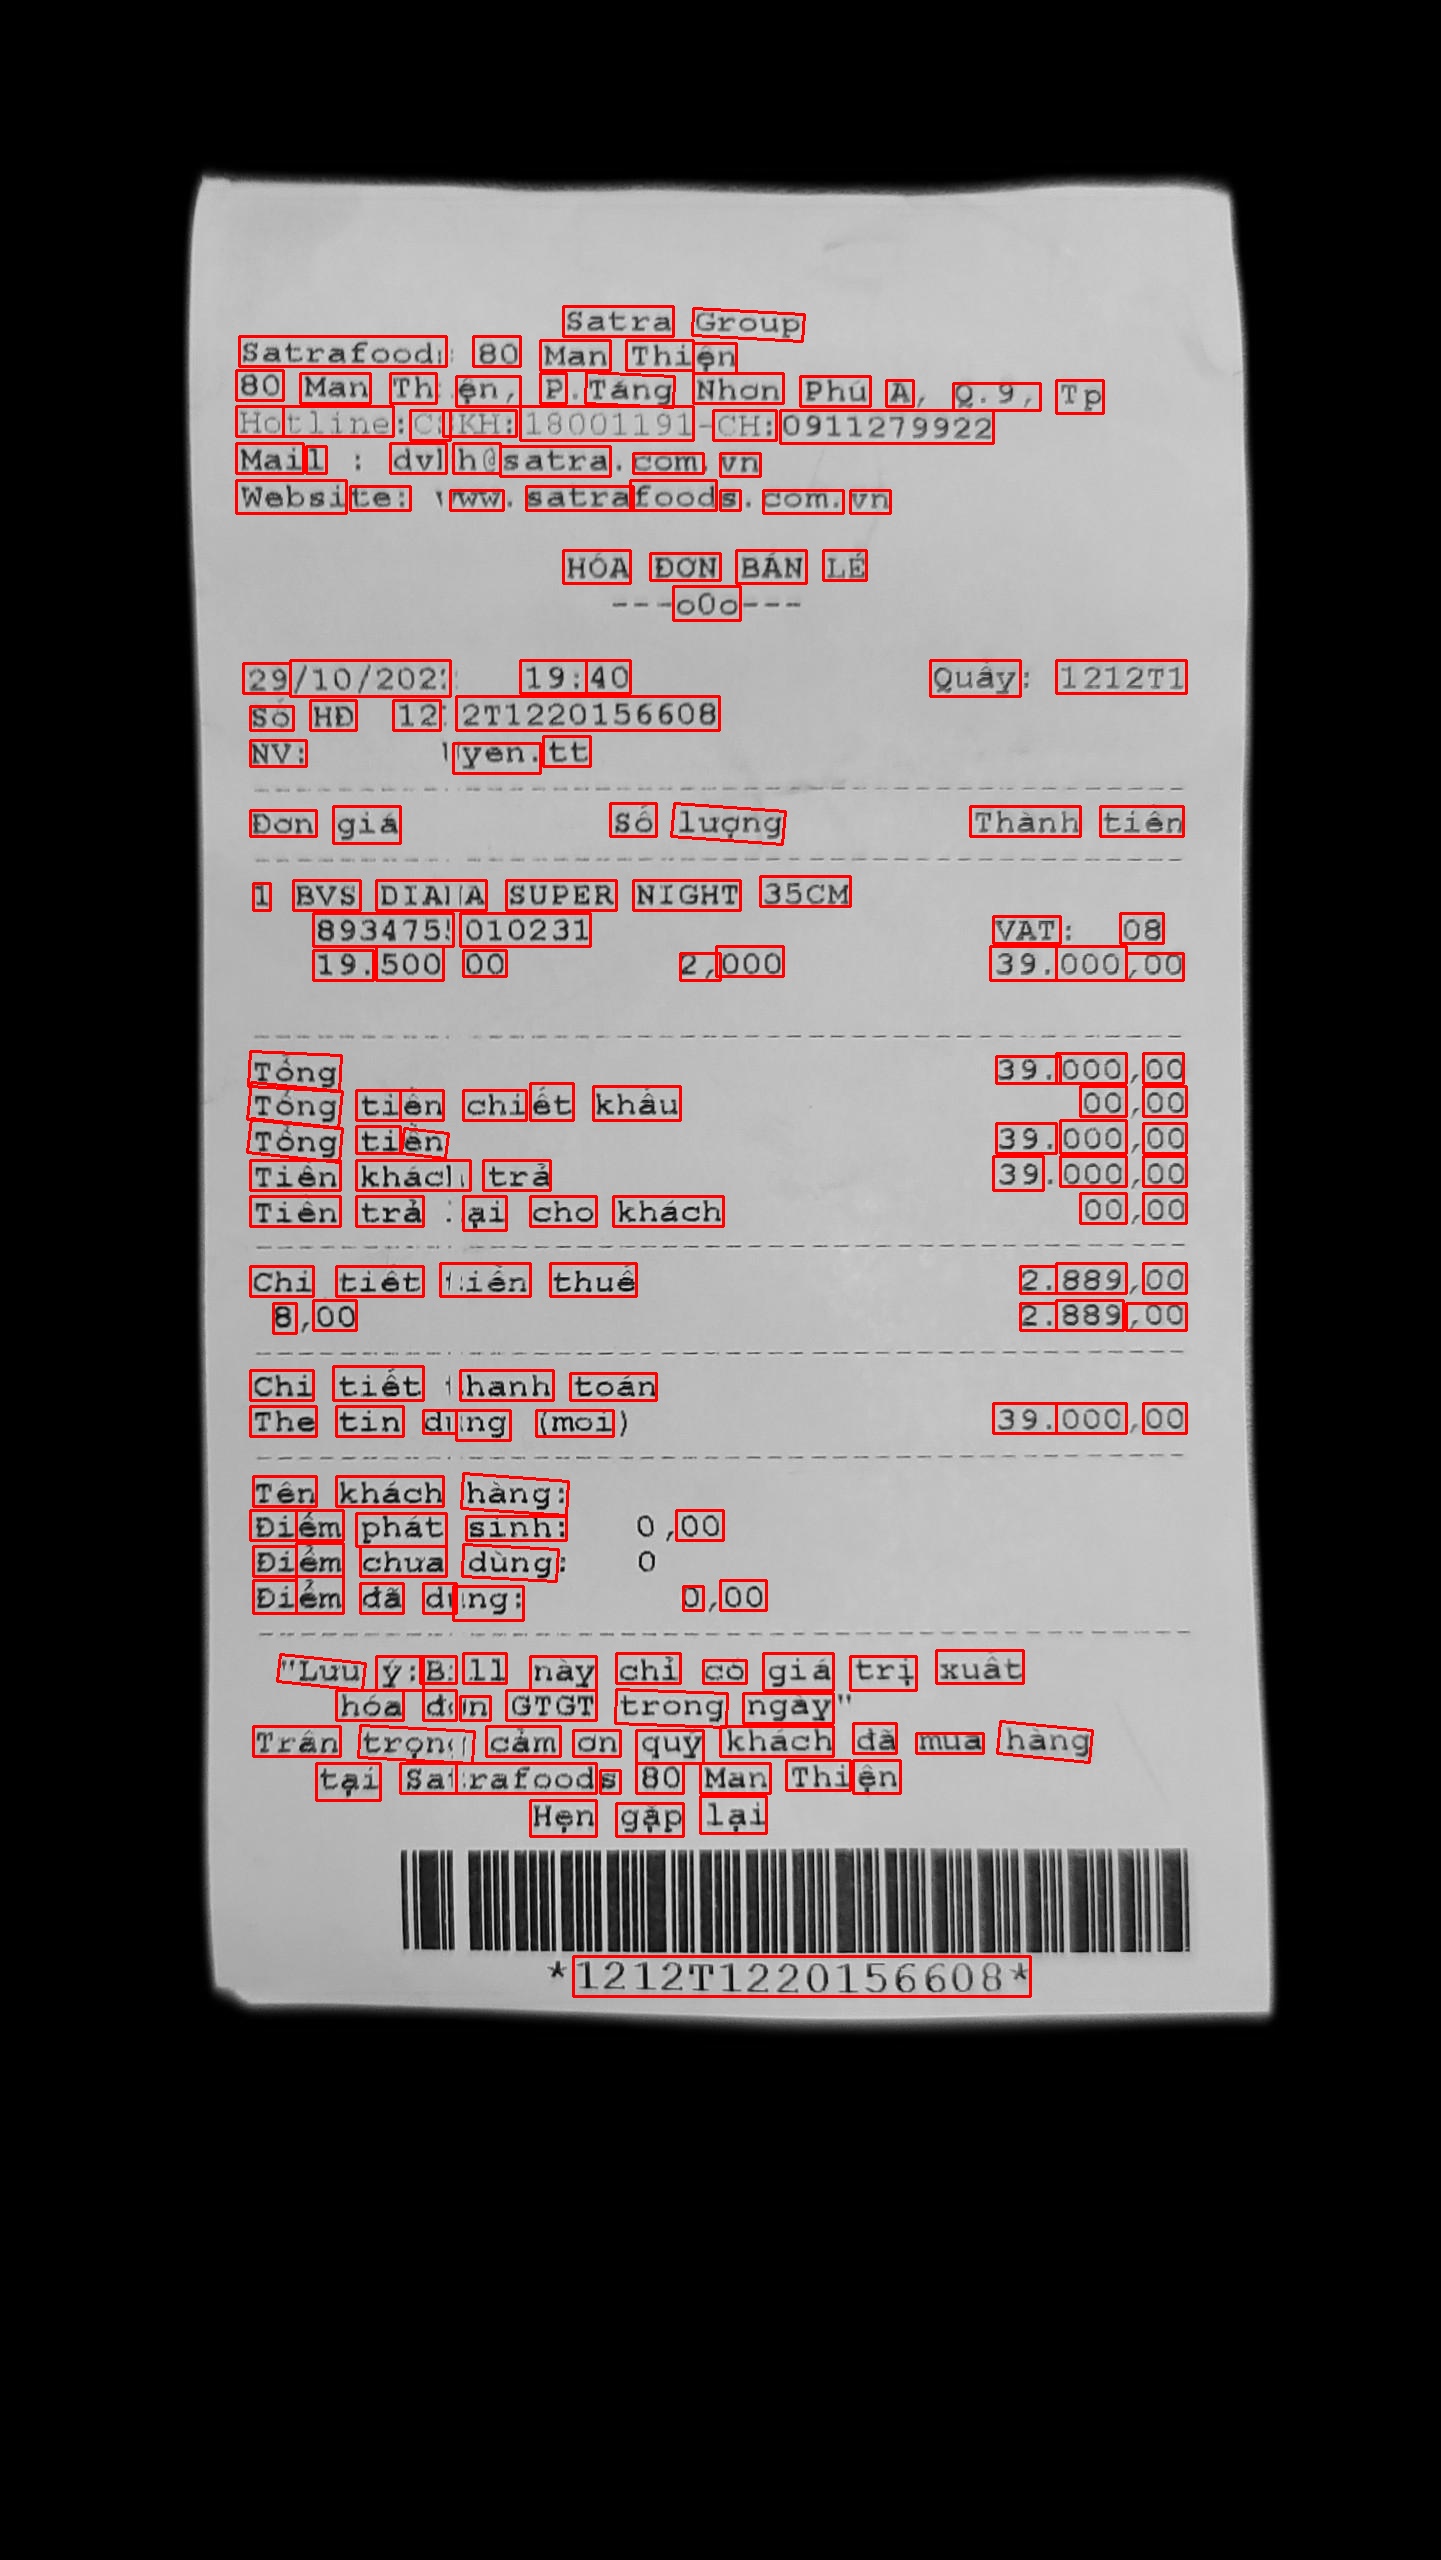 Satra Group
Satrafood: 80 Man Thiện
80 Man Th ện, P.Tăng Nhơn Phú A, Q.9, Tp
Hotline:CSKH:18001191-CH:0911279922
Mail : dvkh@satra.com.vn
Website: www.satrafoods.com.vn
HÓA ĐƠN BÁN LẺ
---oOo---
29/10/202 19:40 Quầy: 1212T1
Số HĐ 1212T1220156608
NV: yen.tt
Đơn giá Số lượng Thành tiền
1 BVS DIANA SUPER NIGHT 35CM
893475 010231 VAT: 08
19.500 00 2,000 39.000,00
Tổng 39.000,00
Tổng tiền chiết khấu 00,00
Tổng tiền 39.000,00
Tiền khách trả 39.000,00
Tiền trả lại cho khách 00,00
Chi tiết tiền thuế 2.889,00
8,00 2.889,00
Chi tiết thanh toán
The tin dụng (moi) 39.000,00
Tên khách hàng:
Điểm phát sinh: 0,00
Điểm chưa dùng: 0
Điểm đã dùng: 0,00
"Lưu ý:Bill này chỉ có giá trị xuất
hóa đơn GTGT trong ngày"
Trân trọng cảm ơn quý khách đã mua hàng
tại Satrafoods 80 Man Thiện
Hẹn gặp lại
*1212T1220156608*